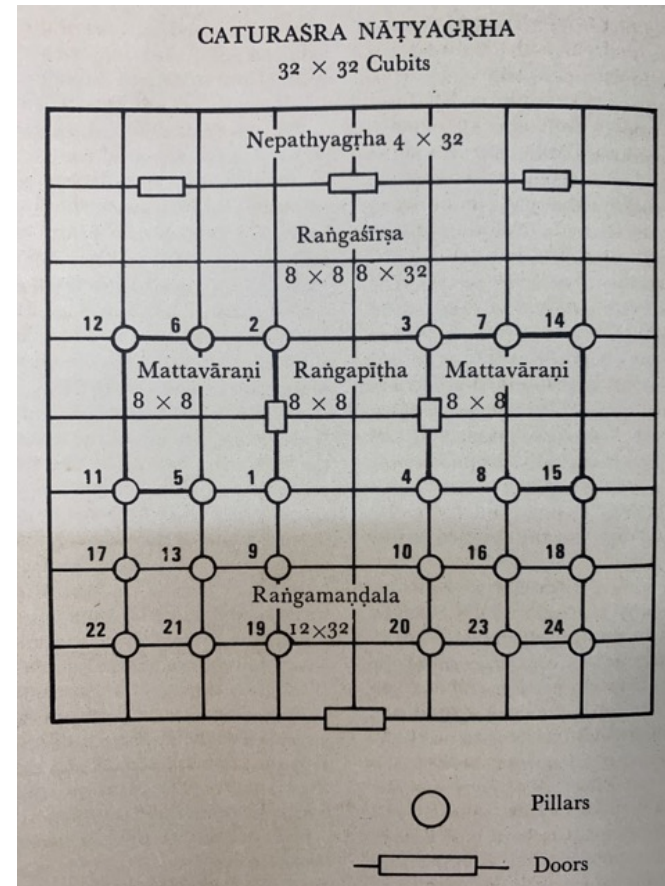 CATURAŚRA NĀṬYAGṚHA
32 × 32 Cubits
Nepathyagṛha 4 × 32
Raṅgaśīrṣa
8 × 8 8 × 32
12 6 2 3 7 14
Mattavārāṇi Raṅgapīṭha Mattavārāṇi
8 × 8 8 × 8 8 × 8
11 5 1 4 8 15
17 13 9 10 16 18
Raṅgamaṇḍala
22 21 19 12×32 20 23 24
Pillars
Doors